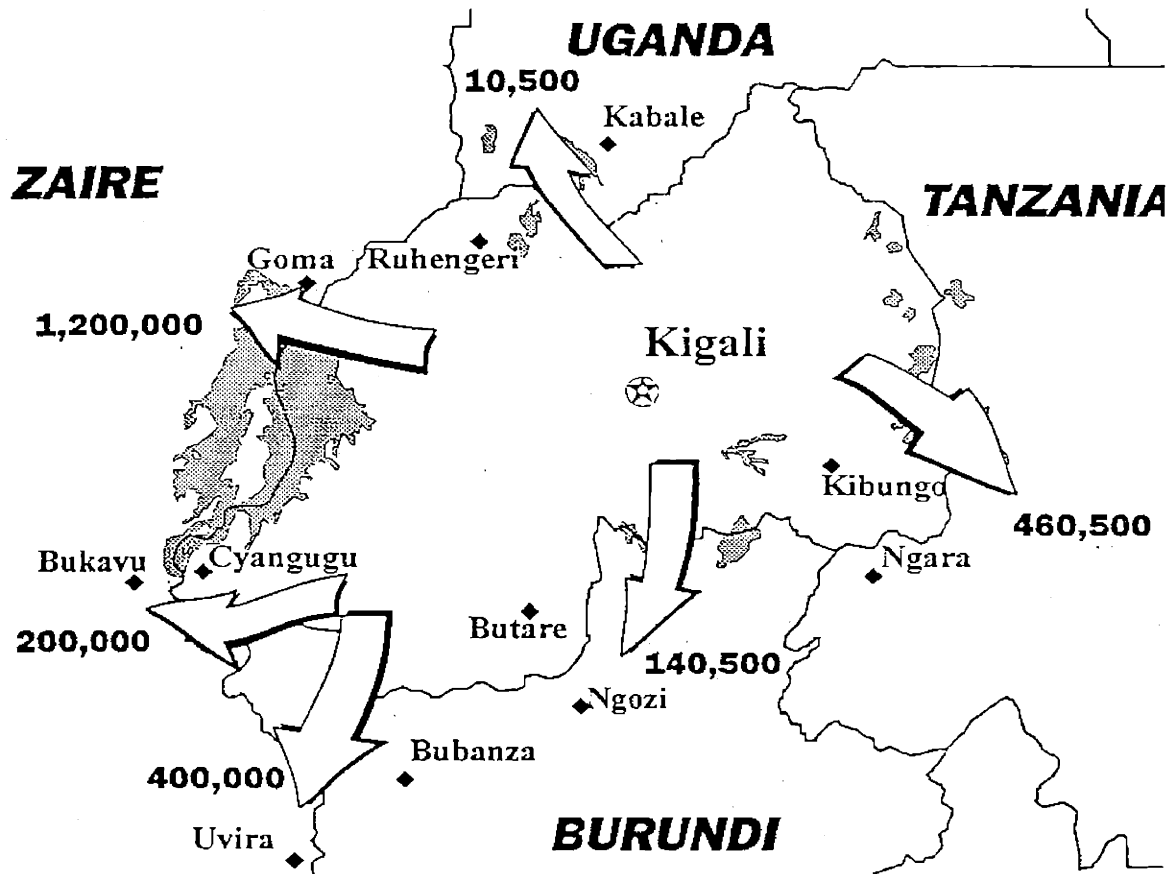 UGANDA
10,500
Kabale
ZAIRE
TANZANIA
Goma
Ruhengeri
1,200,000
Kigali
Kibungo
460,500
Bukavu
Cyangugu
Ngara
200,000
Butare
140,500
Ngozi
400,000
Bubanza
Uvira
BURUNDI